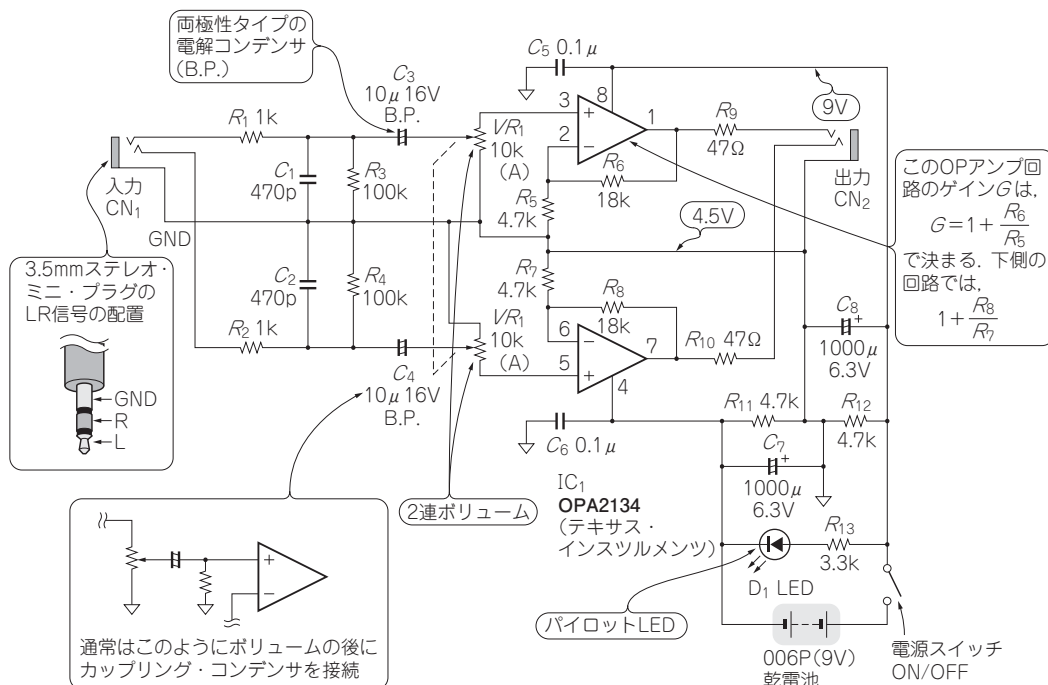 両極性タイプの
電解コンデンサ
(B.P.)
C5 0.1μ
C3
10μ 16V
B.P.
R1 1k
C1
470p
R3
100k
入力
CN1
GND
VR1
10k
(A)
3
2
8
1
+
−
R9
47Ω
9V
R6
18k
R5
4.7k
4.5V
出力
CN2
このOPアンプ回
路のゲインGは,
G=1+R6/R5
で決まる. 下側の
回路では,
1+R8/R7
3.5mmステレオ・
ミニ・プラグの
LR信号の配置
GND
R
L
C2
470p
R4
100k
R2 1k
C4
10μ 16V
B.P.
VR1
10k
(A)
R7
4.7k
R8
18k
6
5
7
4
−
+
R10 47Ω
C8
+
1000μ
6.3V
R11 4.7k
R12
4.7k
C6 0.1μ
C7
+
1000μ
6.3V
2連ボリューム
IC1
OPA2134
(テキサス・
インスツルメンツ)
R13
3.3k
D1 LED
パイロットLED
006P(9V)
乾電池
電源スイッチ
ON/OFF
+
−
通常はこのようにボリュームの後に
カップリング・コンデンサを接続